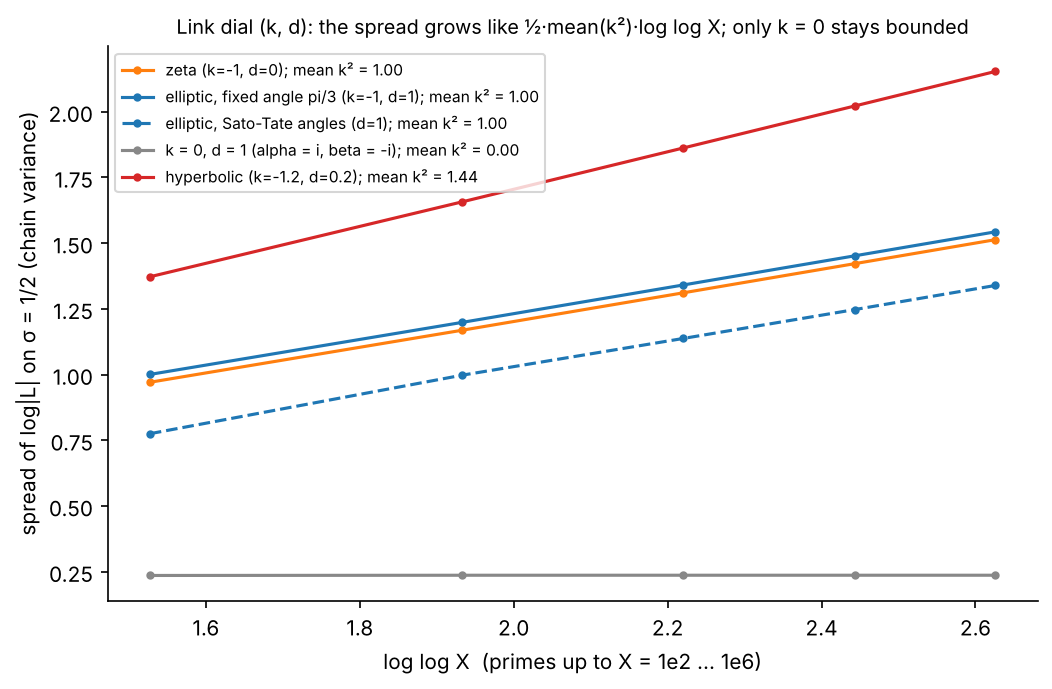 Link dial (k, d): the spread grows like ½·mean(k²)·log log X; only k = 0 stays bounded
zeta (k=-1, d=0); mean k² = 1.00
elliptic, fixed angle pi/3 (k=-1, d=1); mean k² = 1.00
elliptic, Sato-Tate angles (d=1); mean k² = 1.00
k = 0, d = 1 (alpha = i, beta = -i); mean k² = 0.00
hyperbolic (k=-1.2, d=0.2); mean k² = 1.44
spread of log|L| on σ = 1/2 (chain variance)
2.00
1.75
1.50
1.25
1.00
0.75
0.50
0.25
1.6 1.8 2.0 2.2 2.4 2.6
log log X (primes up to X = 1e2 ... 1e6)